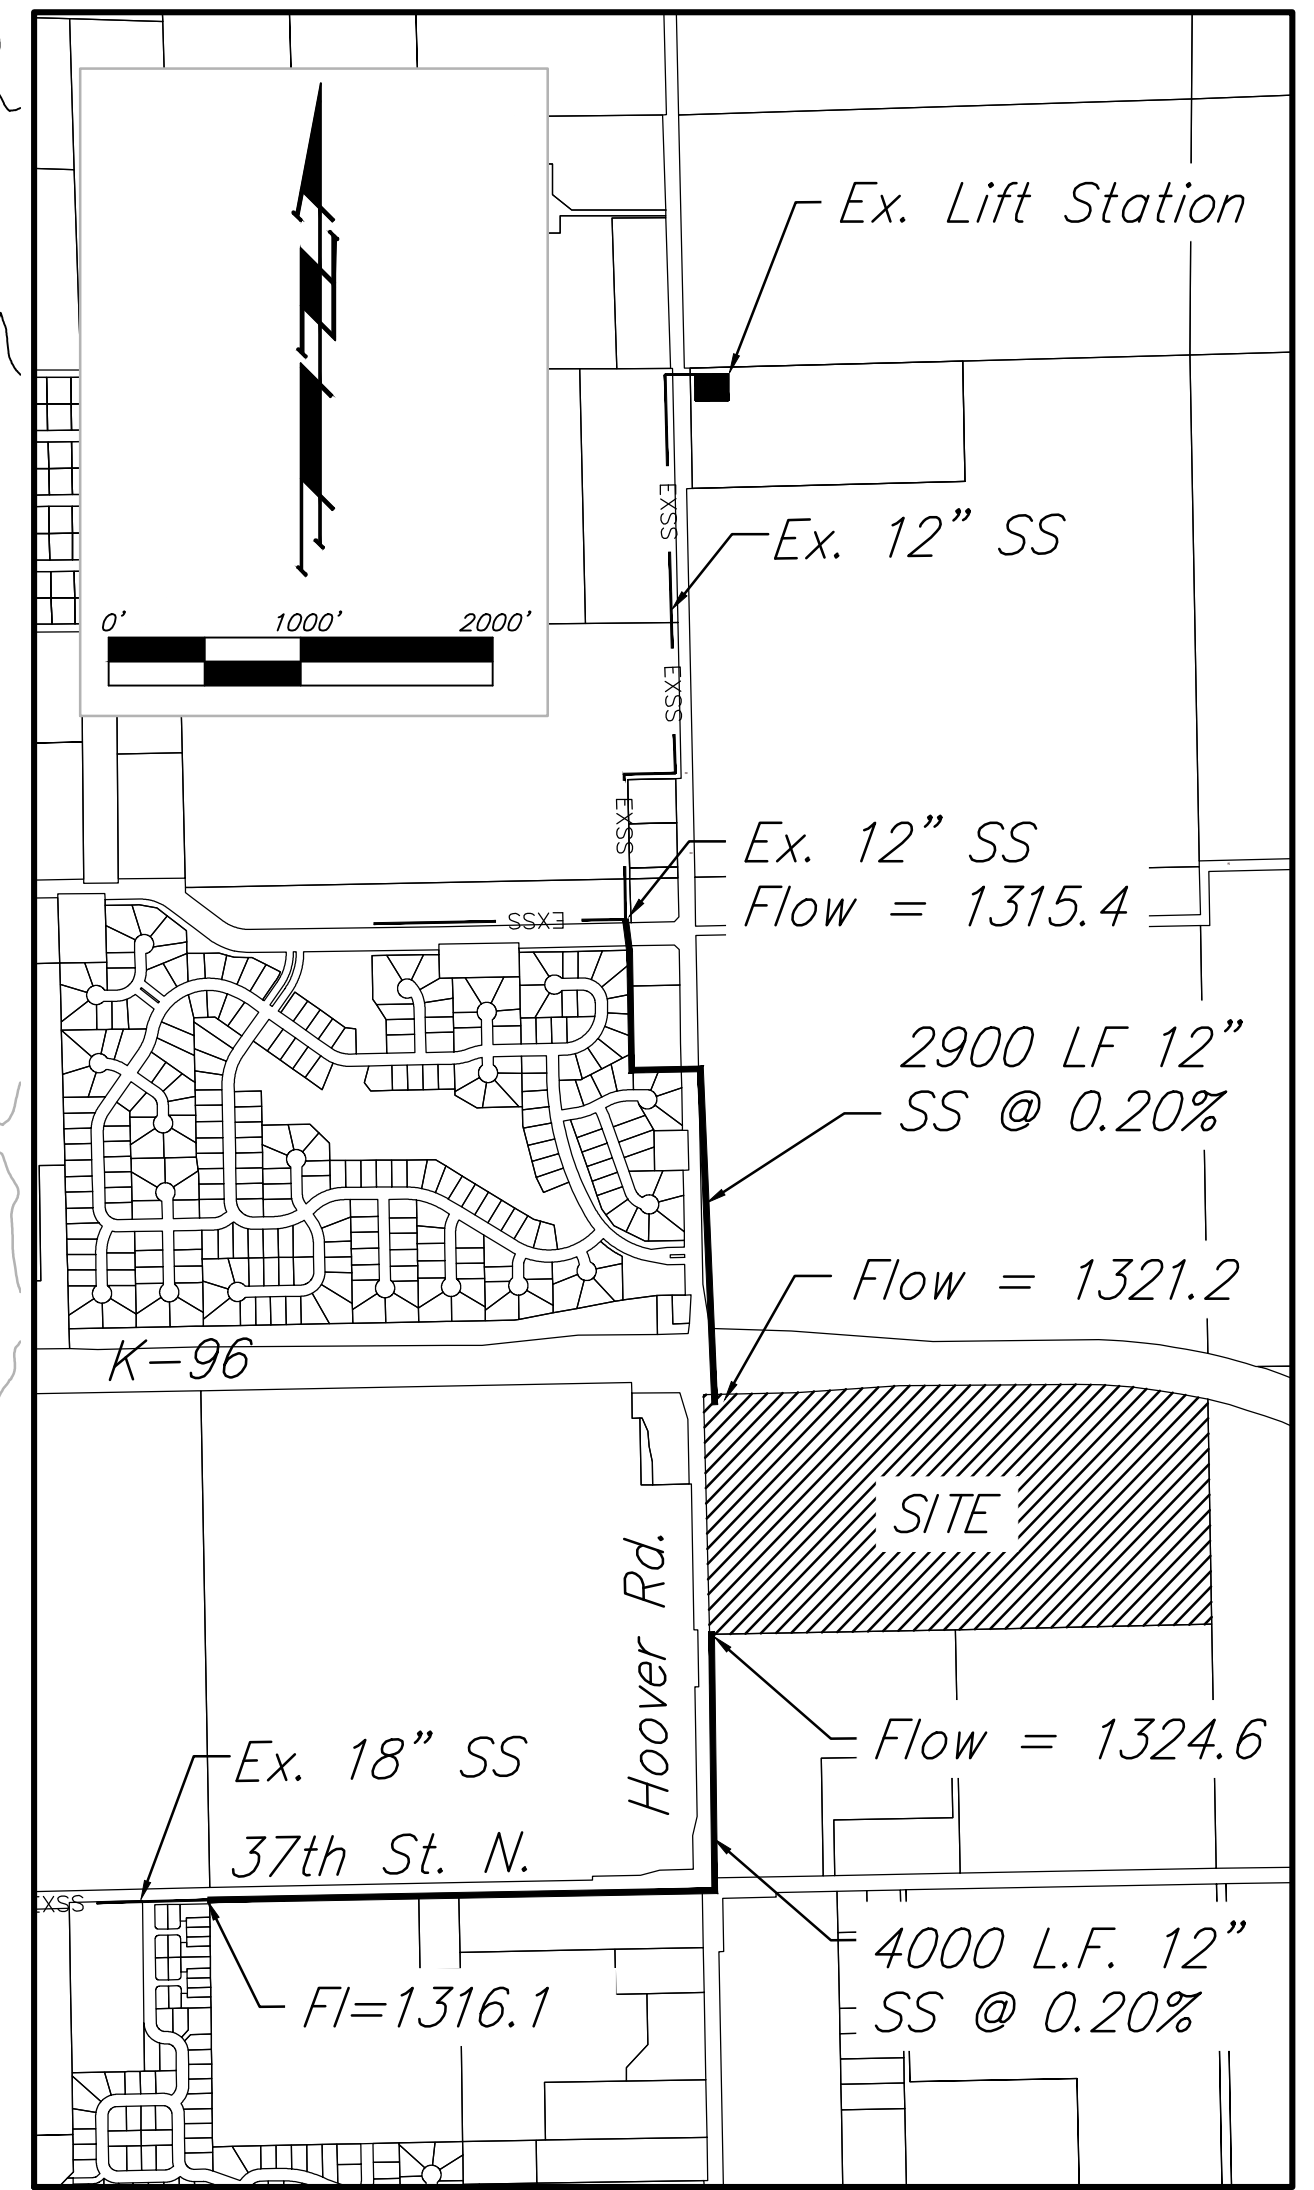 Ex. Lift Station
EXSS
Ex. 12” SS
0’ 1000’ 2000’
EXSS
EXSS
Ex. 12” SS
Flow = 1315.4
EXSS
2900 LF 12”
SS @ 0.20%
Flow = 1321.2
K-96
SITE
Hoover Rd.
Flow = 1324.6
Ex. 18” SS
37th St. N.
EXSS
4000 L.F. 12”
SS @ 0.20%
Fl=1316.1